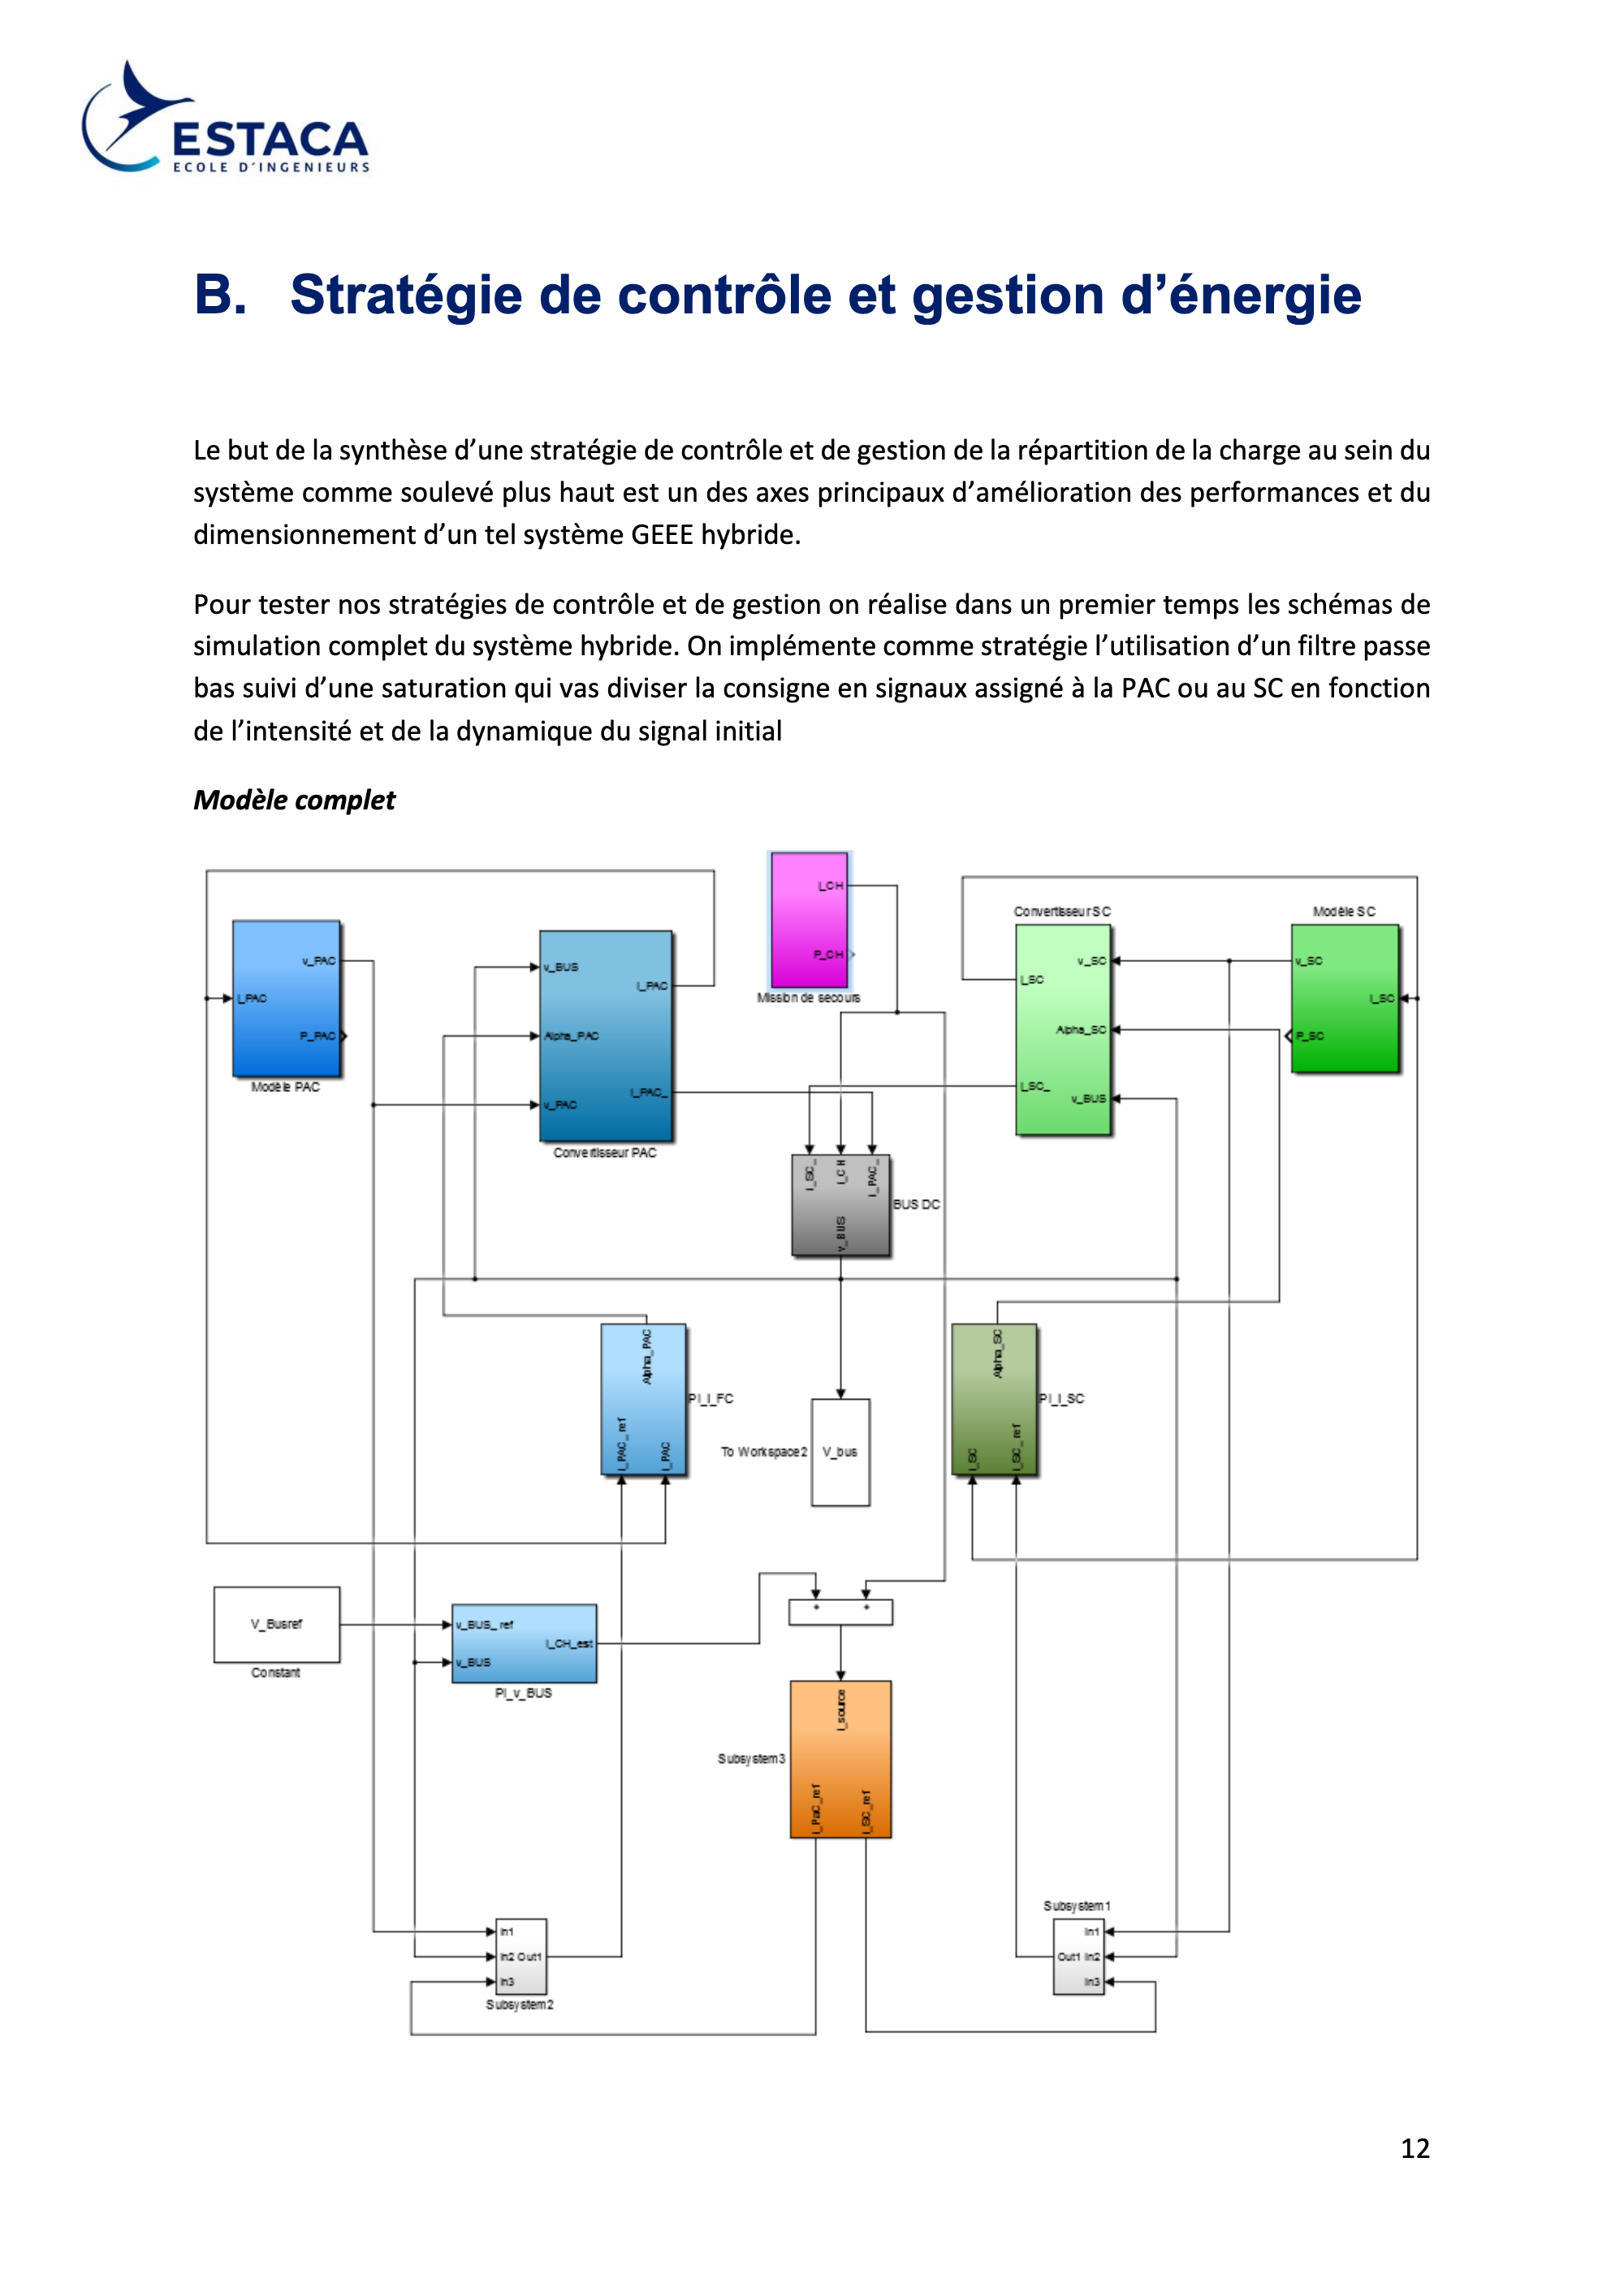 ESTACA
ECOLE D'INGENIEURS
B. Stratégie de contrôle et gestion d'énergie
Le but de la synthèse d'une stratégie de contrôle et de gestion de la répartition de la charge au sein du
système comme soulevé plus haut est un des axes principaux d'amélioration des performances et du
dimensionnement d'un tel système GEEE hybride.
Pour tester nos stratégies de contrôle et de gestion on réalise dans un premier temps les schémas de
simulation complet du système hybride. On implémente comme stratégie l'utilisation d'un filtre passe
bas suivi d'une saturation qui vas diviser la consigne en signaux assigné à la PAC ou au SC en fonction
de l'intensité et de la dynamique du signal initial
Modèle complet
v_PAC
I_PAC
P_PAC
Modèle PAC
v_BUS
Alpha_PAC
v_PAC
I_PAC
I_PAC_
Convertisseur PAC
I_CH
P_CH
Mission de secours
Convertisseur SC
v_SC
I_SC
Alpha_SC
I_SC_
v_BUS
Modèle SC
v_SC
I_SC
P_SC
I_SC_
I_CH
I_PAC_
v_BUS
BUS DC
Alpha_PAC
I_PAC_ref
I_PAC
PI_I_FC
To Workspace2
V_bus
Alpha_SC
I_SC
I_SC_ref
PI_I_SC
V_Busref
Constant
v_BUS_ref
v_BUS
I_CH_est
PI_v_BUS
+ +
Subsystem3
I_source
I_PaC_ref
I_SC_ref
In1
In2 Out1
In3
Subsystem2
Subsystem1
In1
Out1 In2
In3
12